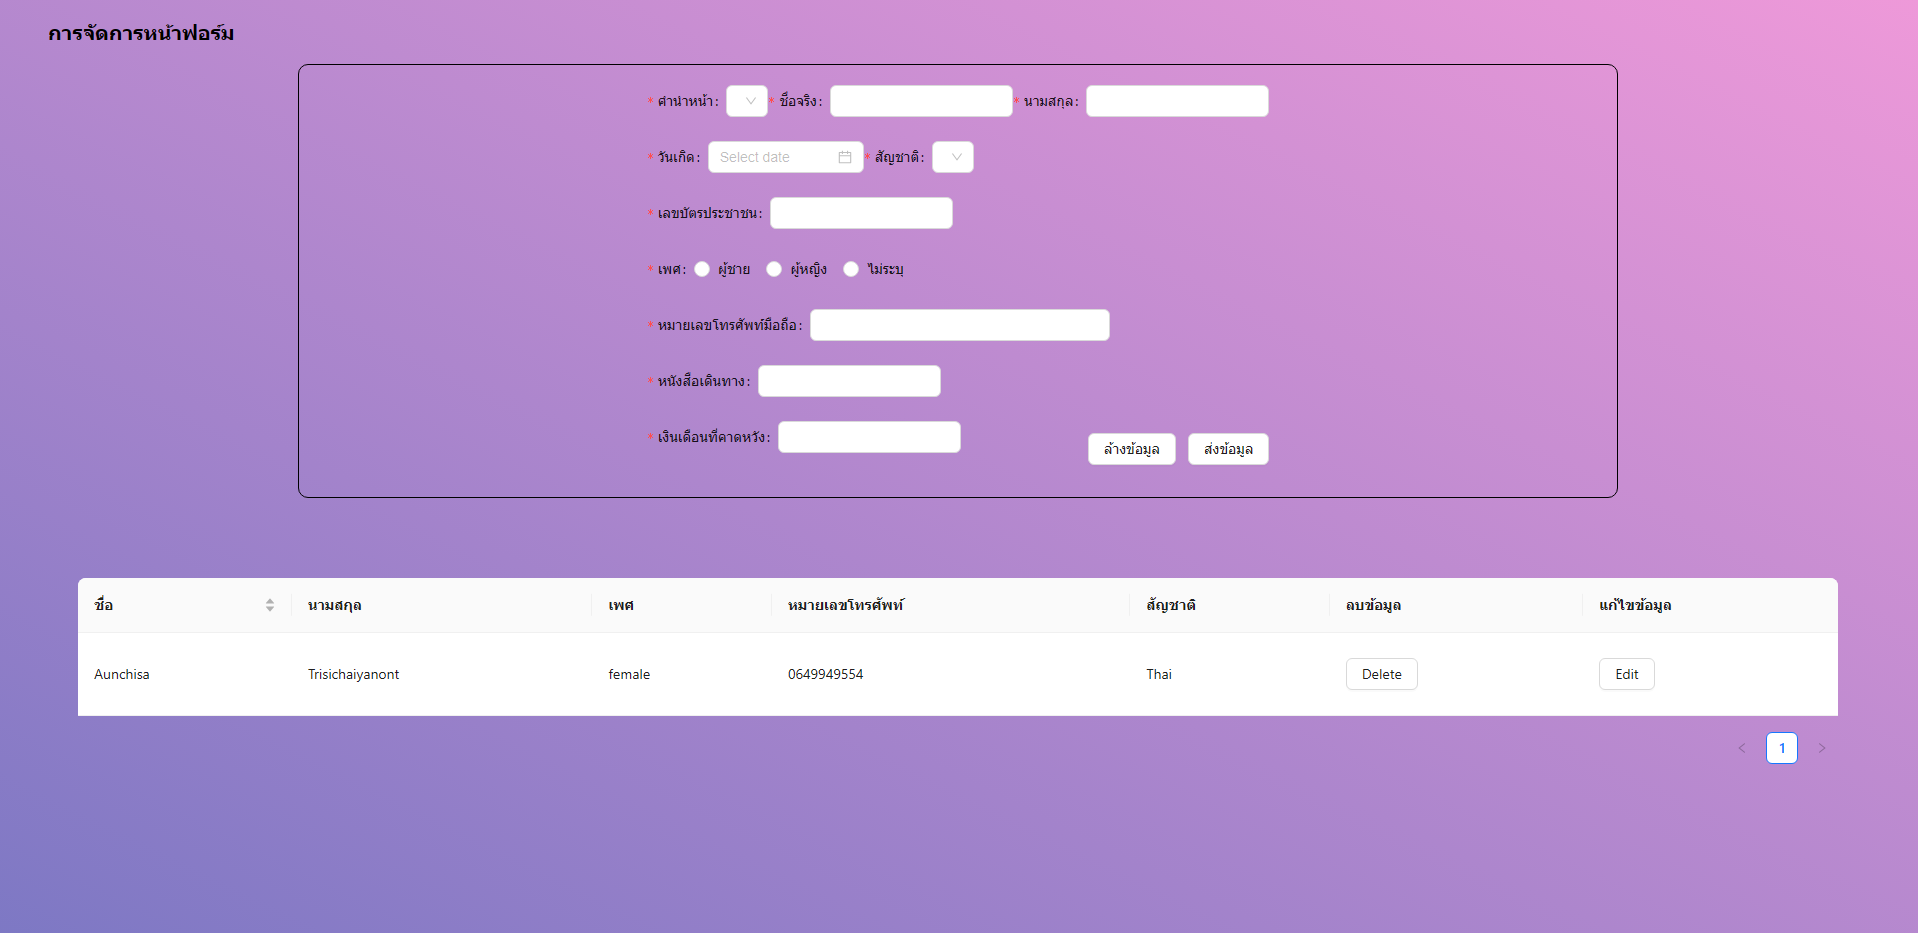 การจัดการหน้าฟอร์ม
* คำนำหน้า: * ชื่อจริง: * นามสกุล:
* วันเกิด: Select date * สัญชาติ:
* เลขบัตรประชาชน:
* เพศ: ผู้ชาย ผู้หญิง ไม่ระบุ
* หมายเลขโทรศัพท์มือถือ:
* หนังสือเดินทาง:
* เงินเดือนที่คาดหวัง: ล้างข้อมูล ส่งข้อมูล
ชื่อ นามสกุล เพศ หมายเลขโทรศัพท์ สัญชาติ ลบข้อมูล แก้ไขข้อมูล
Aunchisa Trisichaiyanont female 0649949554 Thai Delete Edit
1